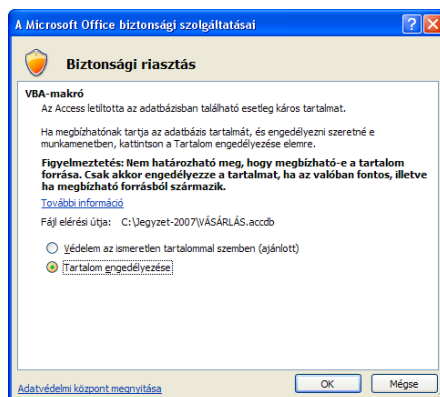 A Microsoft Office biztonsági szolgáltatásai
Biztonsági riasztás
VBA-makró
Az Access letiltotta az adatbázisban található esetleg káros tartalmat.
Ha megbízhatónak tartja az adatbázis tartalmát, és engedélyezni szeretné e
munkamenetben, kattintson a Tartalom engedélyezése elemre.
Figyelmeztetés: Nem határozható meg, hogy megbízható-e a tartalom
forrása. Csak akkor engedélyezze a tartalmat, ha az valóban fontos, illetve
ha megbízható forrásból származik.
További információ
Fájl elérési útja: C:\Jegyzet-2007\VÁSÁRLÁS.accdb
Védelem az ismeretlen tartalommal szemben (ajánlott)
Tartalom engedélyezése
Adatvédelmi központ megnyitása
OK
Mégse